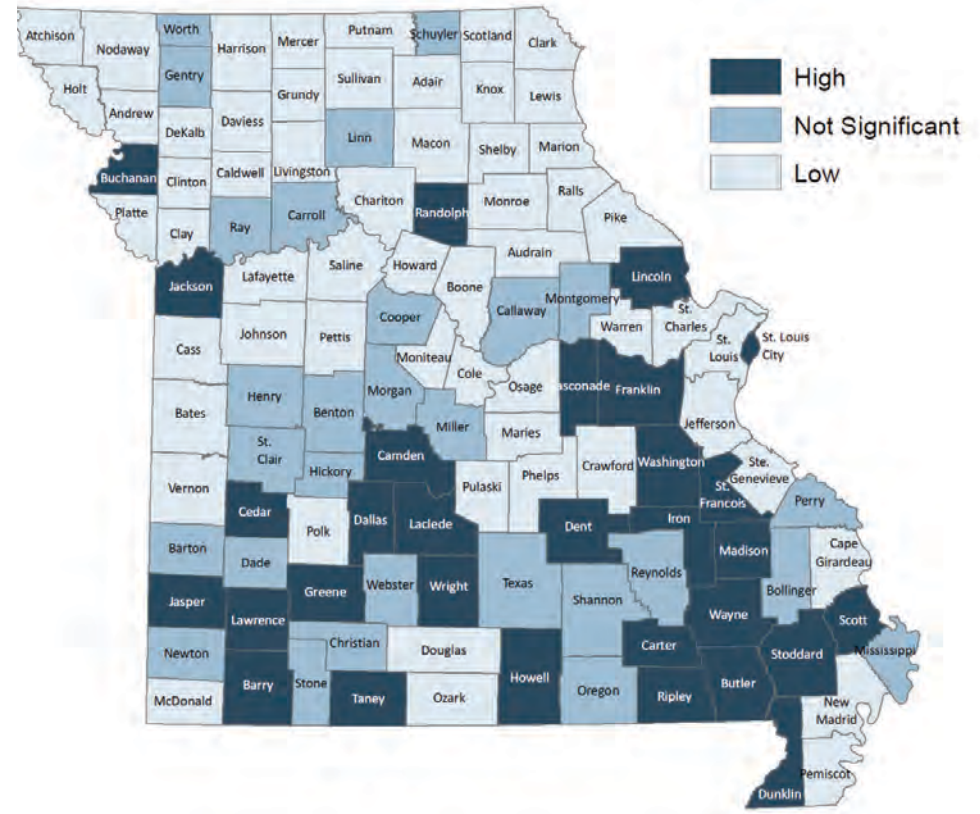 Atchison
Nodaway
Worth
Harrison
Mercer
Putnam
Schuyler
Scotland
Clark
Gentry
Sullivan
Adair
Knox
Lewis
Holt
Andrew
DeKalb
Daviess
Grundy
Linn
Macon
Shelby
Marion
Buchanan
Clinton
Caldwell
Livingston
Chariton
Randolph
Monroe
Ralls
Pike
Platte
Clay
Ray
Carroll
Audrain
Jackson
Lafayette
Saline
Howard
Boone
Callaway
Montgomery
Lincoln
Warren
St.
Charles
St.
Louis
St. Louis
City
Cass
Johnson
Pettis
Cooper
Moniteau
Cole
Osage
asconade
Franklin
Jefferson
Bates
Henry
Benton
Morgan
Miller
Maries
St.
Clair
Hickory
Camden
Pulaski
Phelps
Crawford
Washington
St.
Francois
Ste.
Genevieve
Perry
Vernon
Cedar
Polk
Dallas
Laclede
Dent
Iron
Madison
Cape
Girardeau
Barton
Dade
Greene
Webster
Wright
Texas
Shannon
Reynolds
Bollinger
Jasper
Lawrence
Christian
Douglas
Howell
Carter
Wayne
Stoddard
Scott
Mississippi
Newton
McDonald
Barry
Stone
Taney
Ozark
Oregon
Ripley
Butler
New
Madrid
Pemiscot
Dunklin
High
Not Significant
Low